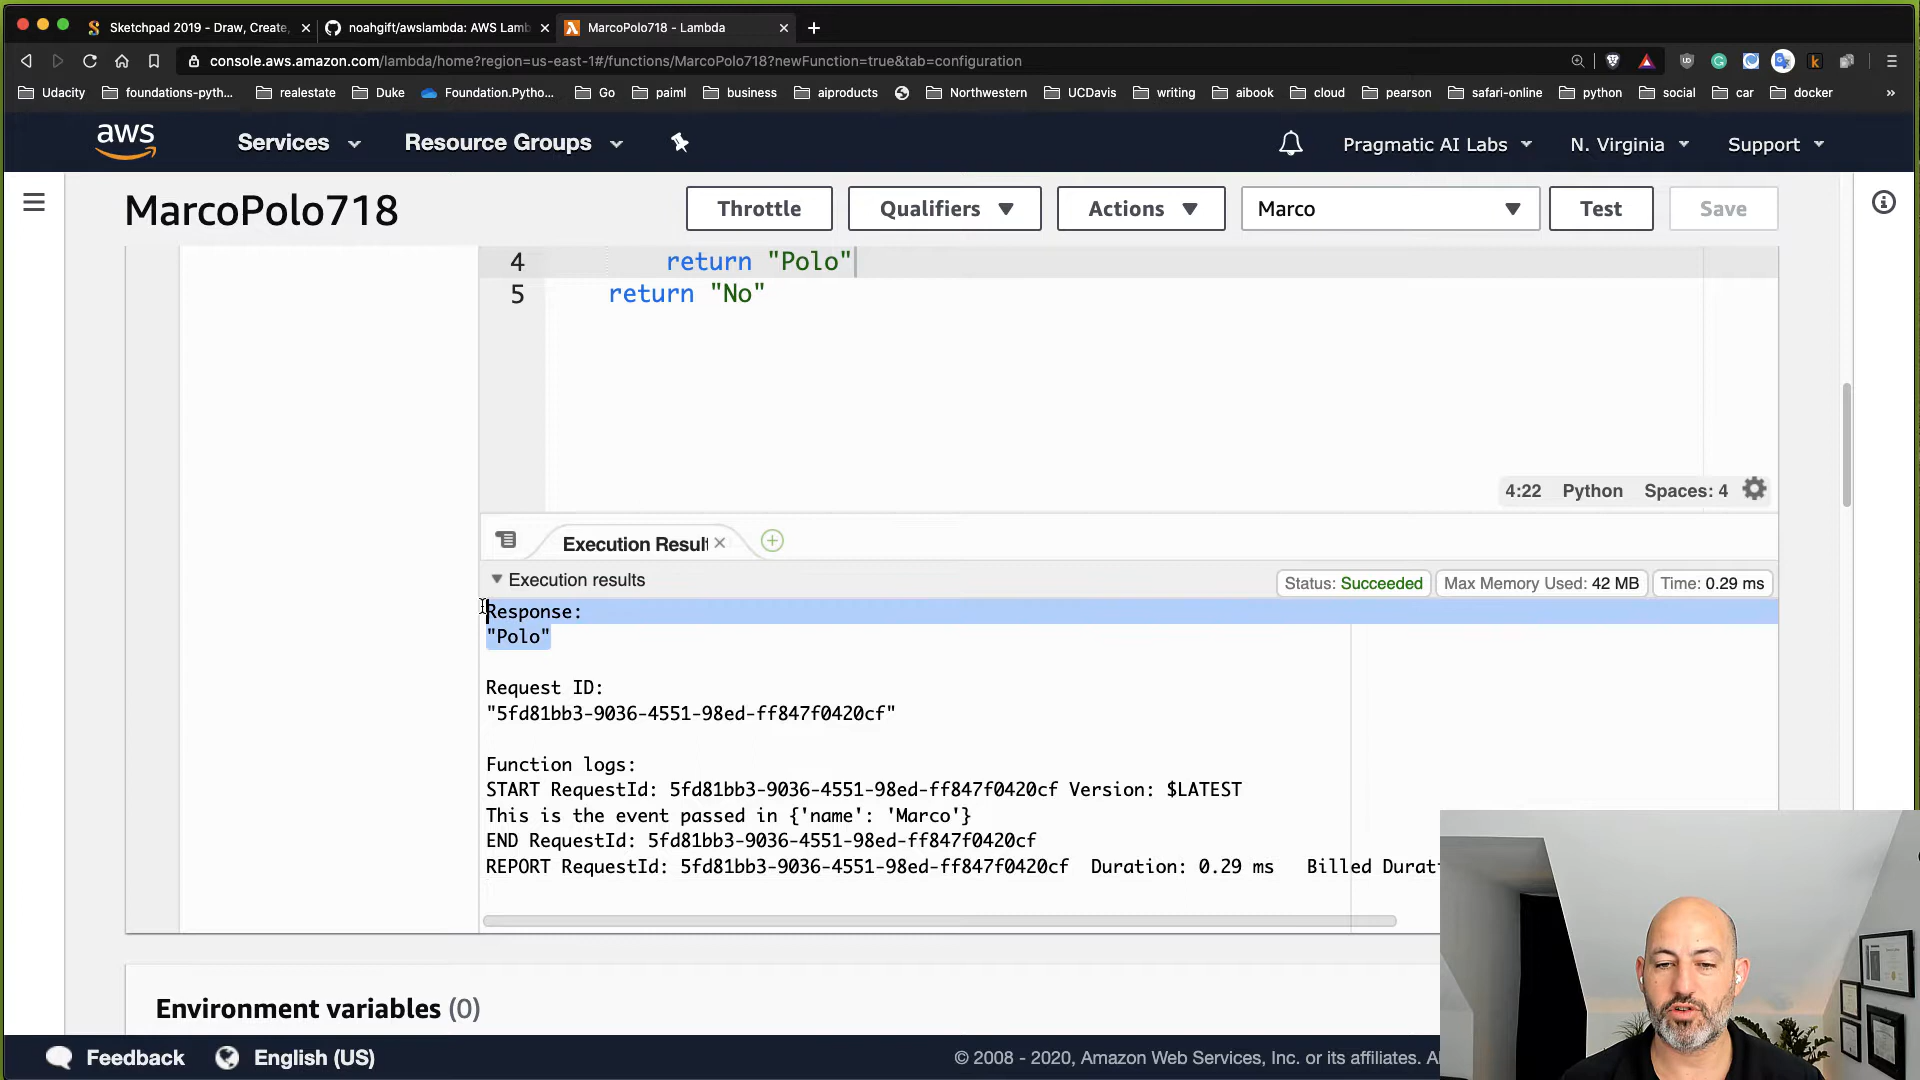 Sketchpad 2019 - Draw, Create,
noahgift/awslambda: AWS Lamb
MarcoPolo718 - Lambda
console.aws.amazon.com/lambda/home?region=us-east-1#/functions/MarcoPolo718?newFunction=true&tab=configuration
Udacity
foundations-pyth...
realestate
Duke
Foundation.Pytho...
Go
paiml
business
aiproducts
Northwestern
UCDavis
writing
aibook
cloud
pearson
safari-online
python
social
car
docker
»
aws
Services
Resource Groups
Pragmatic AI Labs
N. Virginia
Support
MarcoPolo718
Throttle
Qualifiers
Actions
Marco
Test
Save
4 return "Polo"
5 return "No"
4:22 Python Spaces: 4
Execution Result
Execution results
Status: Succeeded
Max Memory Used: 42 MB
Time: 0.29 ms
Response:
"Polo"
Request ID:
"5fd81bb3-9036-4551-98ed-ff847f0420cf"
Function logs:
START RequestId: 5fd81bb3-9036-4551-98ed-ff847f0420cf Version: $LATEST
This is the event passed in {'name': 'Marco'}
END RequestId: 5fd81bb3-9036-4551-98ed-ff847f0420cf
REPORT RequestId: 5fd81bb3-9036-4551-98ed-ff847f0420cf Duration: 0.29 ms Billed Durat
Environment variables (0)
Feedback
English (US)
© 2008 - 2020, Amazon Web Services, Inc. or its affiliates.